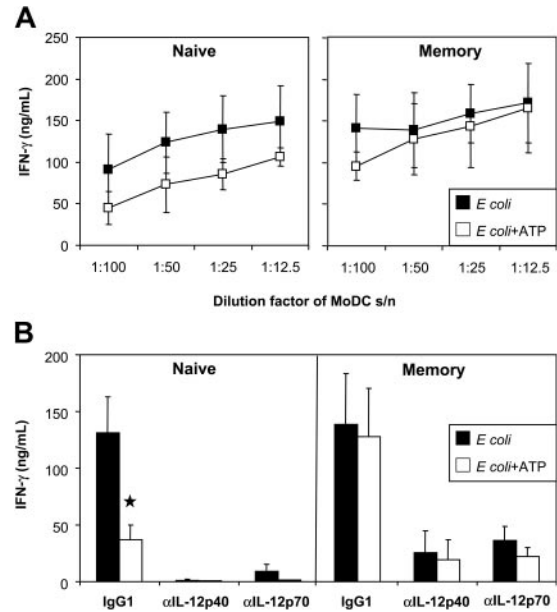 A
Naive
Memory
IFN-γ (ng/mL)
250
200
150
100
50
0
1:100
1:50
1:25
1:12.5
1:100
1:50
1:25
1:12.5
E coli
E coli+ATP
Dilution factor of MoDC s/n
B
Naive
Memory
IFN-γ (ng/mL)
200
150
100
50
0
E coli
E coli+ATP
IgG1
αIL-12p40
αIL-12p70
IgG1
αIL-12p40
αIL-12p70